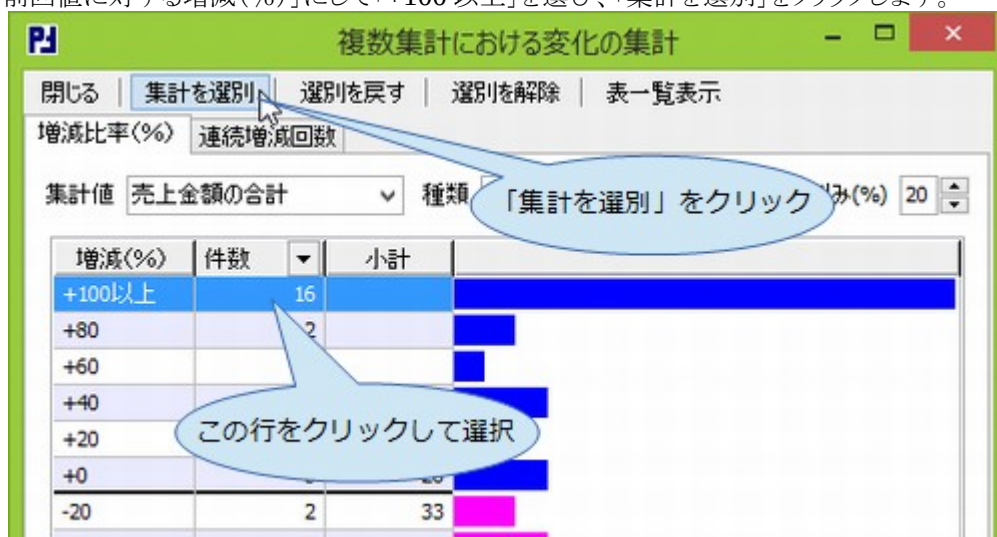 前回値に対する増減(%)」にして「+100 以上」を選び、「集計を選別」をクリックします。
複数集計における変化の集計
閉じる 集計を選別 選別を戻す 選別を解除 表一覧表示
増減比率(%) 連続増減回数
集計値 売上金額の合計 種類 み(%) 20
「集計を選別」をクリック
増減(%) 件数 小計
+100以上 16
+80 2
+60
+40
この行をクリックして選択
+20
+0
-20 2 33